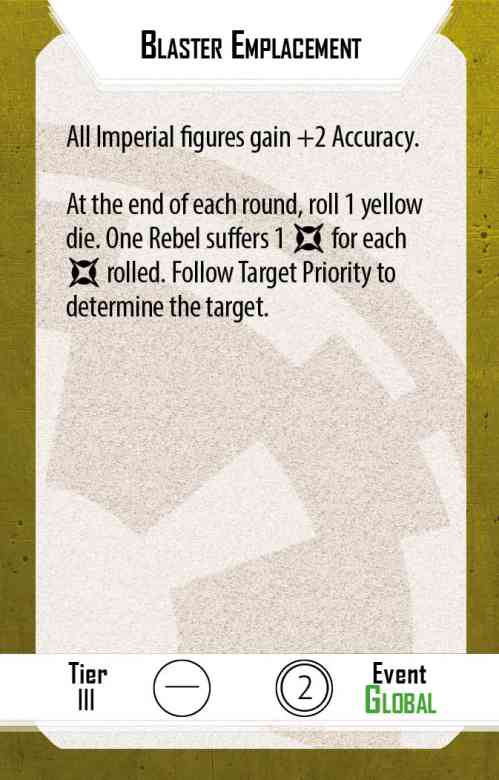 Blaster Emplacement
All Imperial figures gain +2 Accuracy.
At the end of each round, roll 1 yellow
die. One Rebel suffers 1 for each
rolled. Follow Target Priority to
determine the target.
Tier
III
—
2
Event
Global